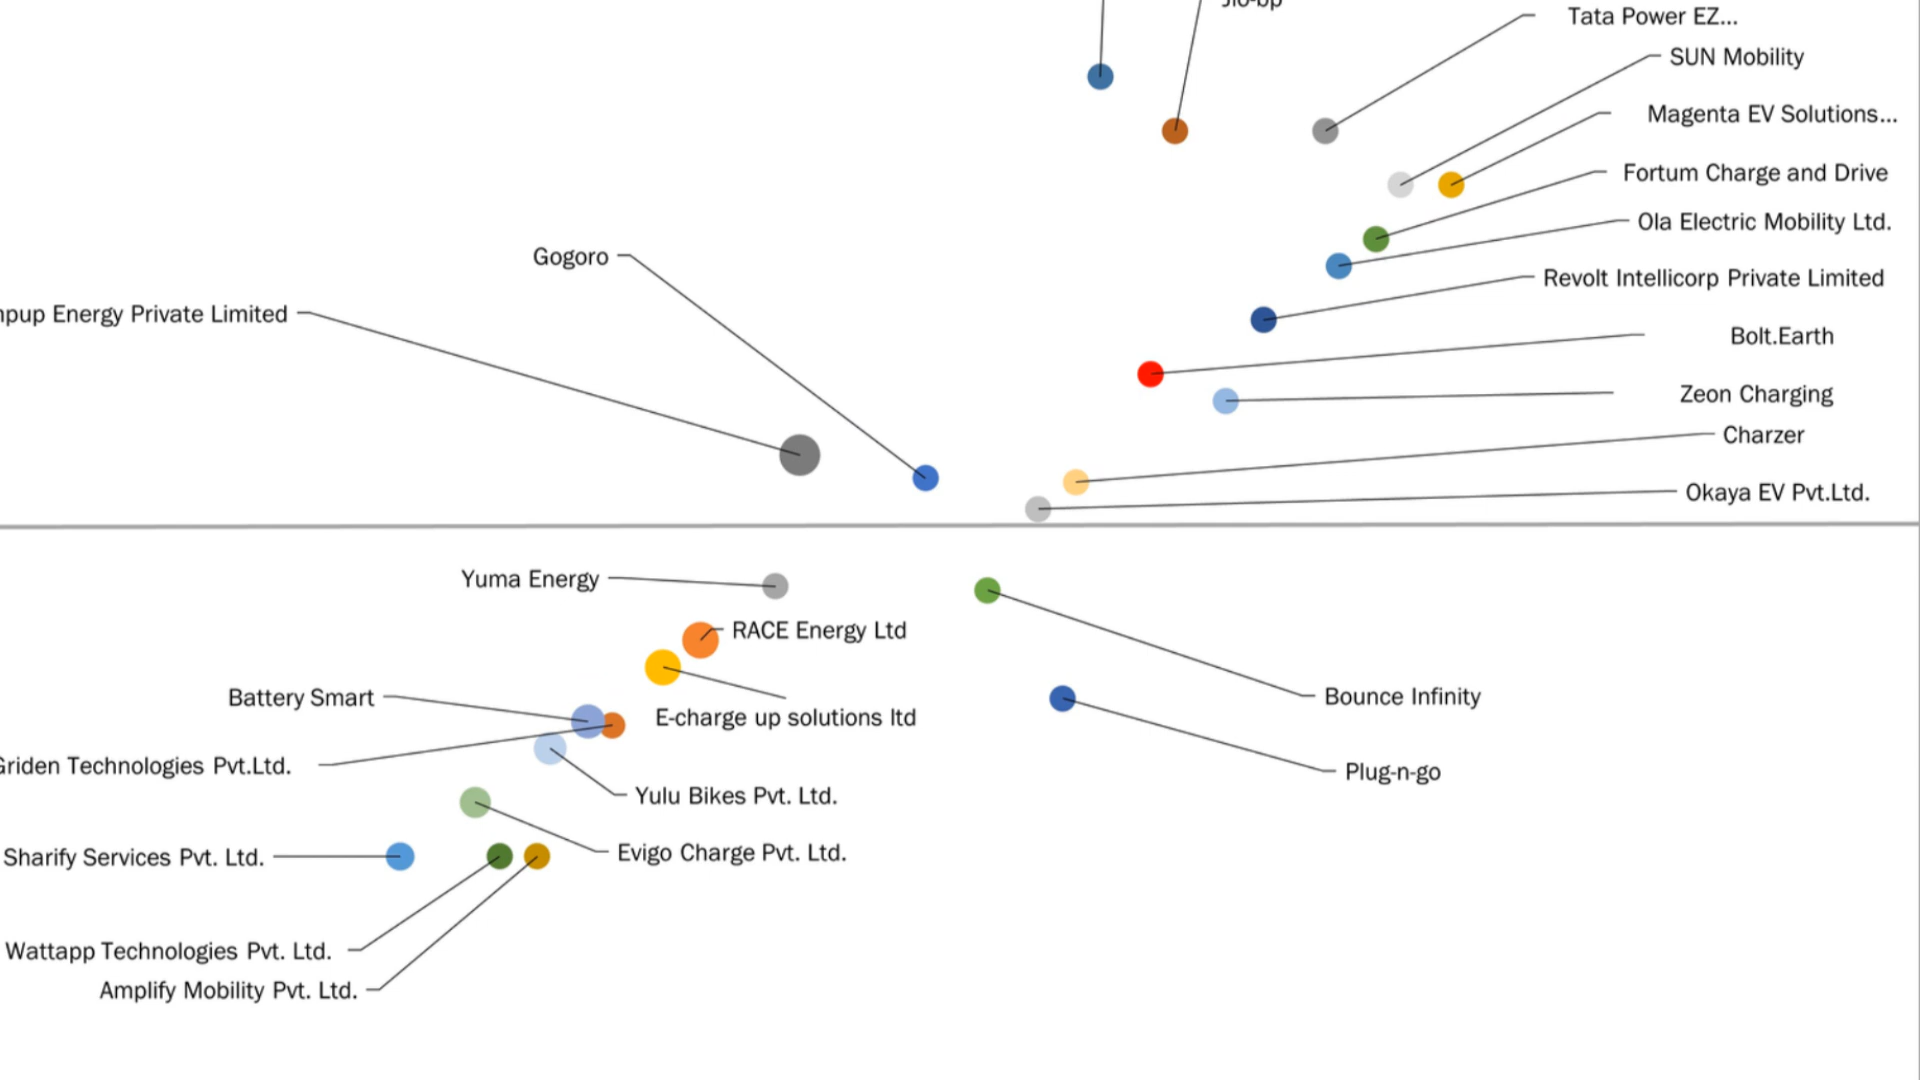 Jio-bp
Tata Power EZ...
SUN Mobility
Magenta EV Solutions...
Fortum Charge and Drive
Ola Electric Mobility Ltd.
Gogoro
Revolt Intellicorp Private Limited
Energy Private Limited
Bolt.Earth
Zeon Charging
Charzer
Okaya EV Pvt.Ltd.
Yuma Energy
RACE Energy Ltd
Battery Smart
Bounce Infinity
E-charge up solutions ltd
Griden Technologies Pvt.Ltd.
Plug-n-go
Yulu Bikes Pvt. Ltd.
Evigo Charge Pvt. Ltd.
Sharify Services Pvt. Ltd.
Wattapp Technologies Pvt. Ltd.
Amplify Mobility Pvt. Ltd.